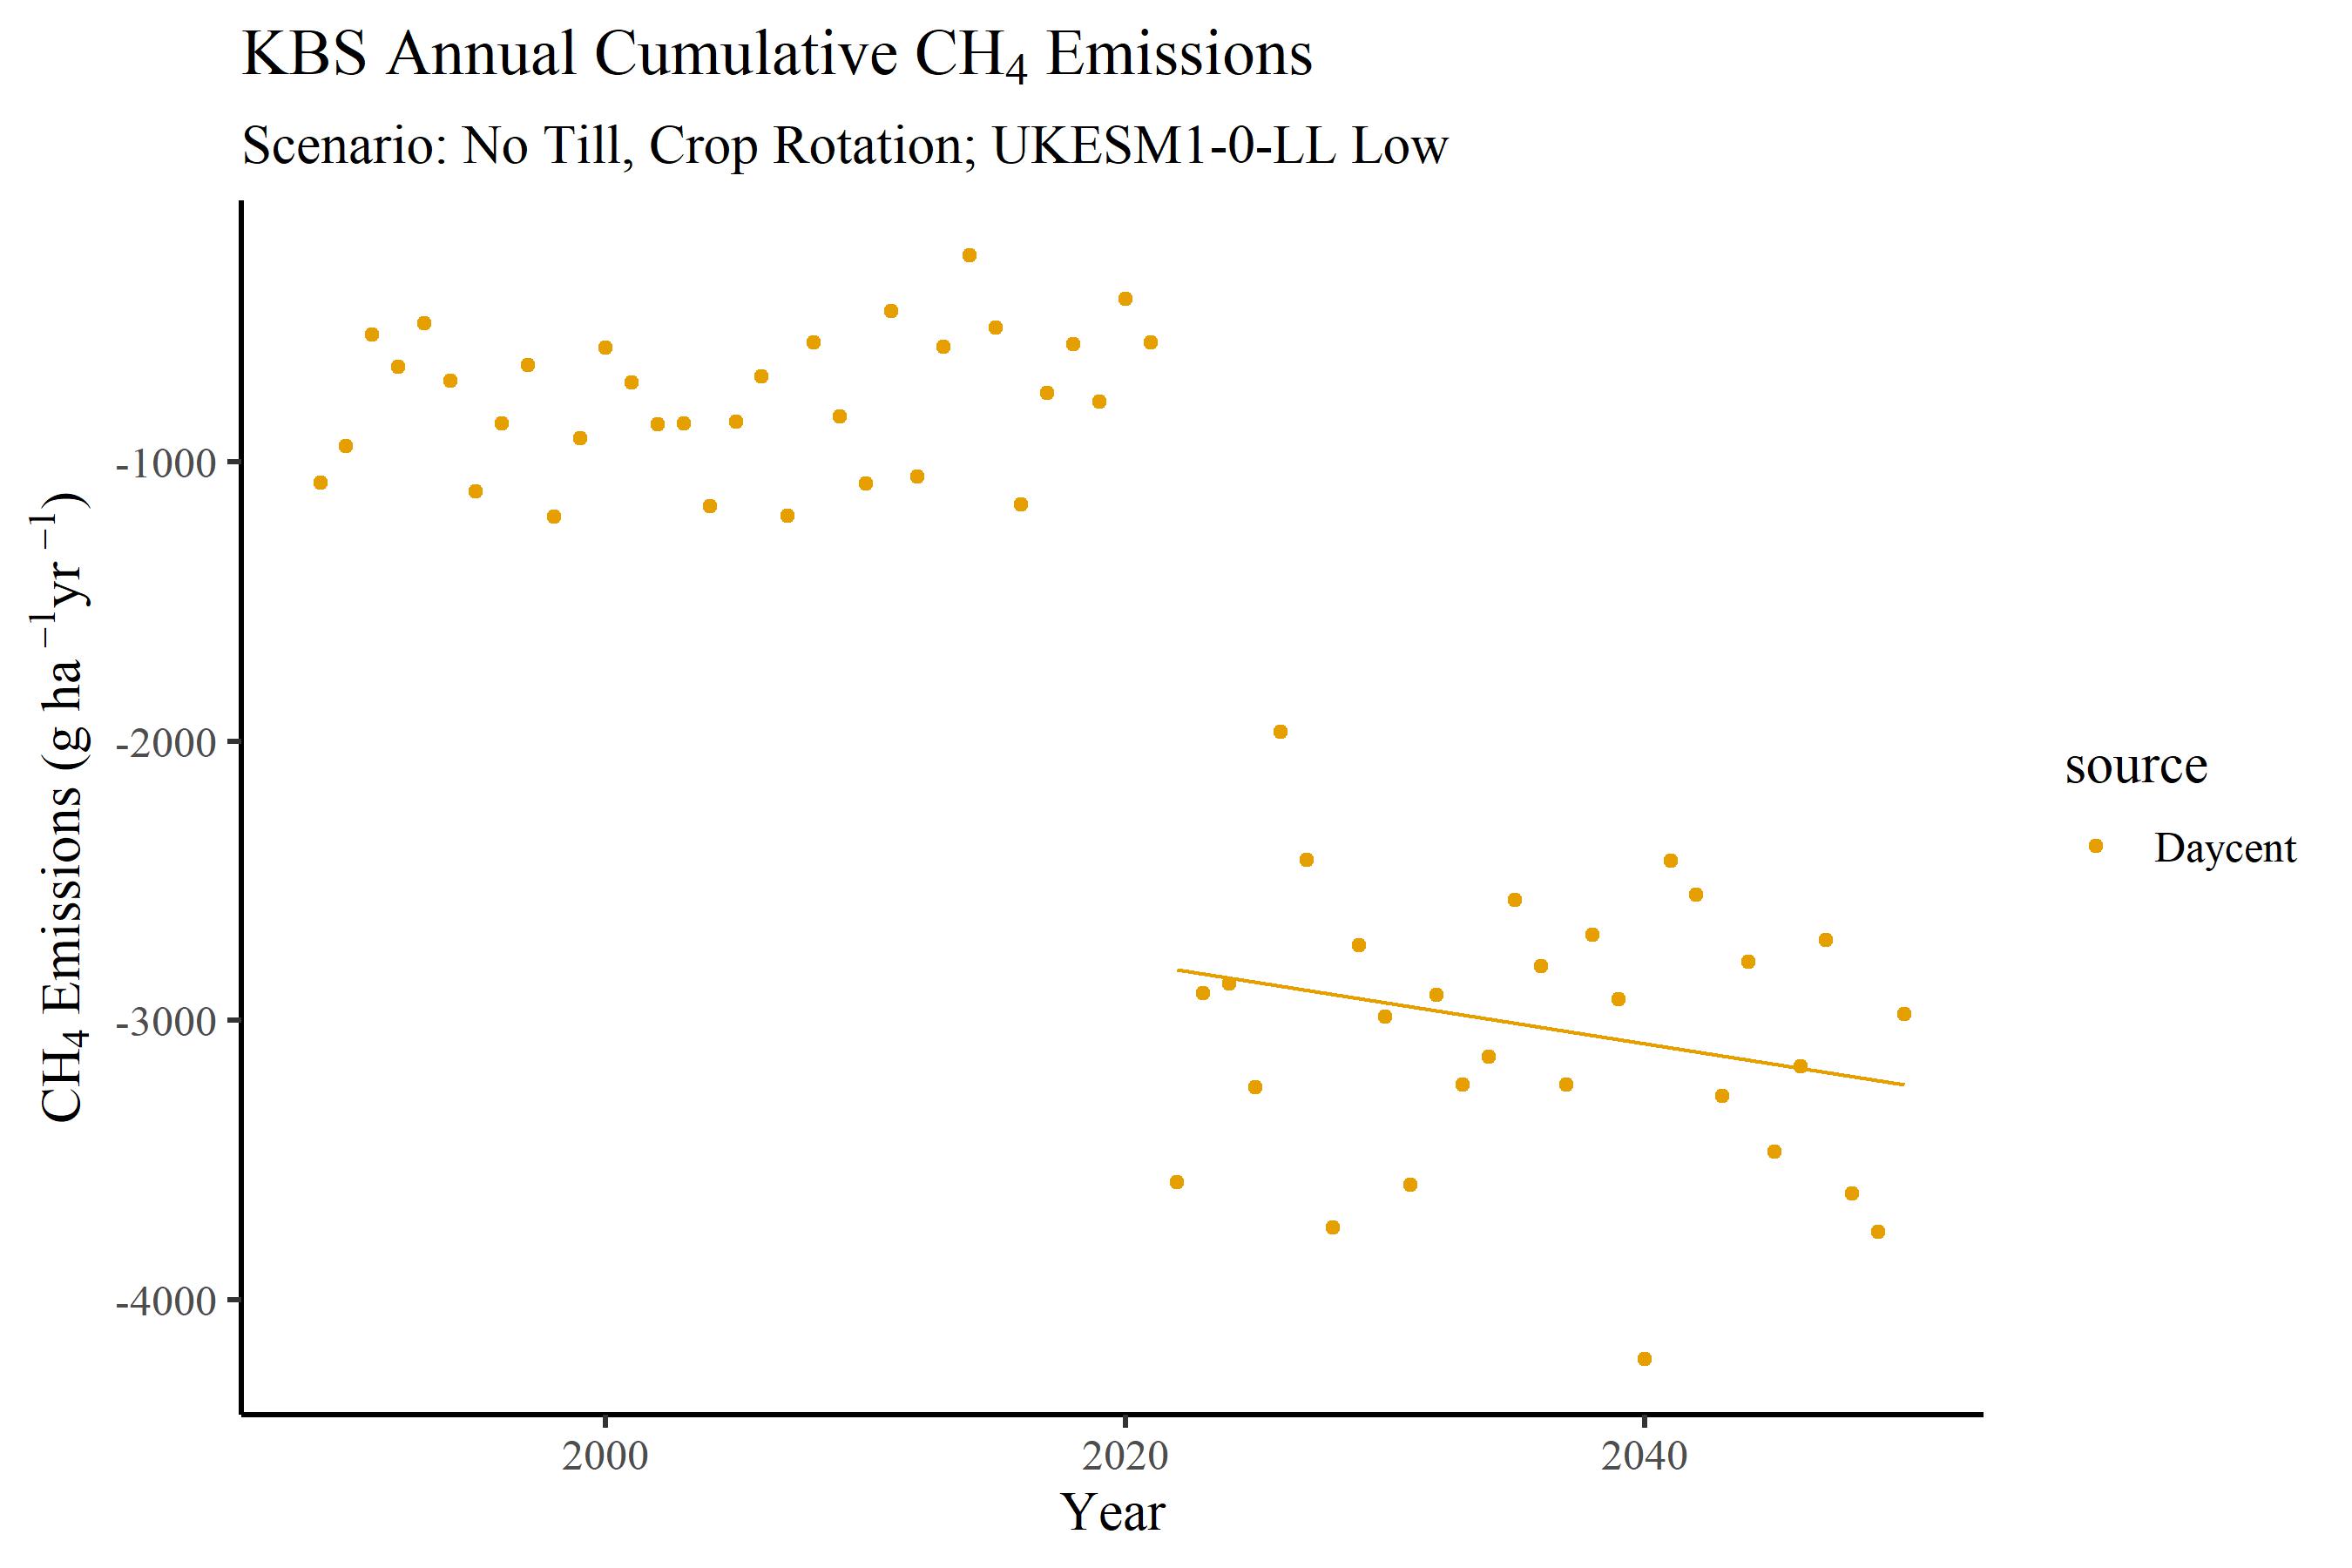 KBS Annual Cumulative CH₄ Emissions
Scenario: No Till, Crop Rotation; UKESM1-0-LL Low
CH₄ Emissions (g ha⁻¹yr⁻¹)
-1000
-2000
-3000
-4000
2000 2020 2040
Year
source
Daycent